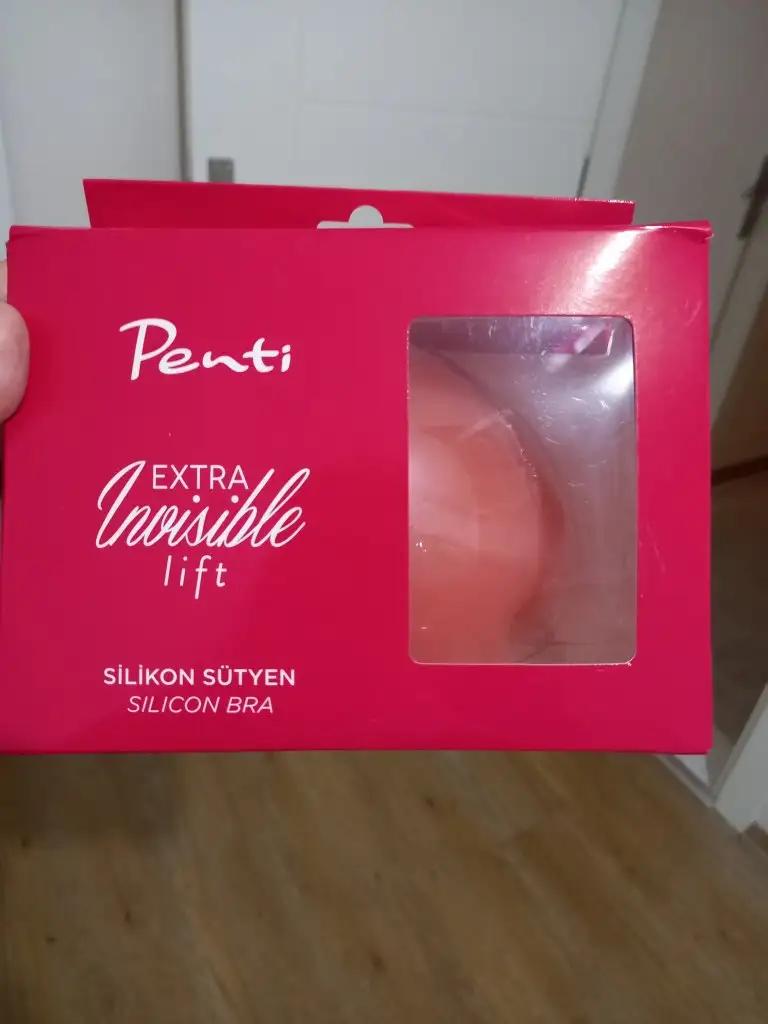 Penti
EXTRA
Invisible
lift
SİLİKON SÜTYEN
SILICON BRA